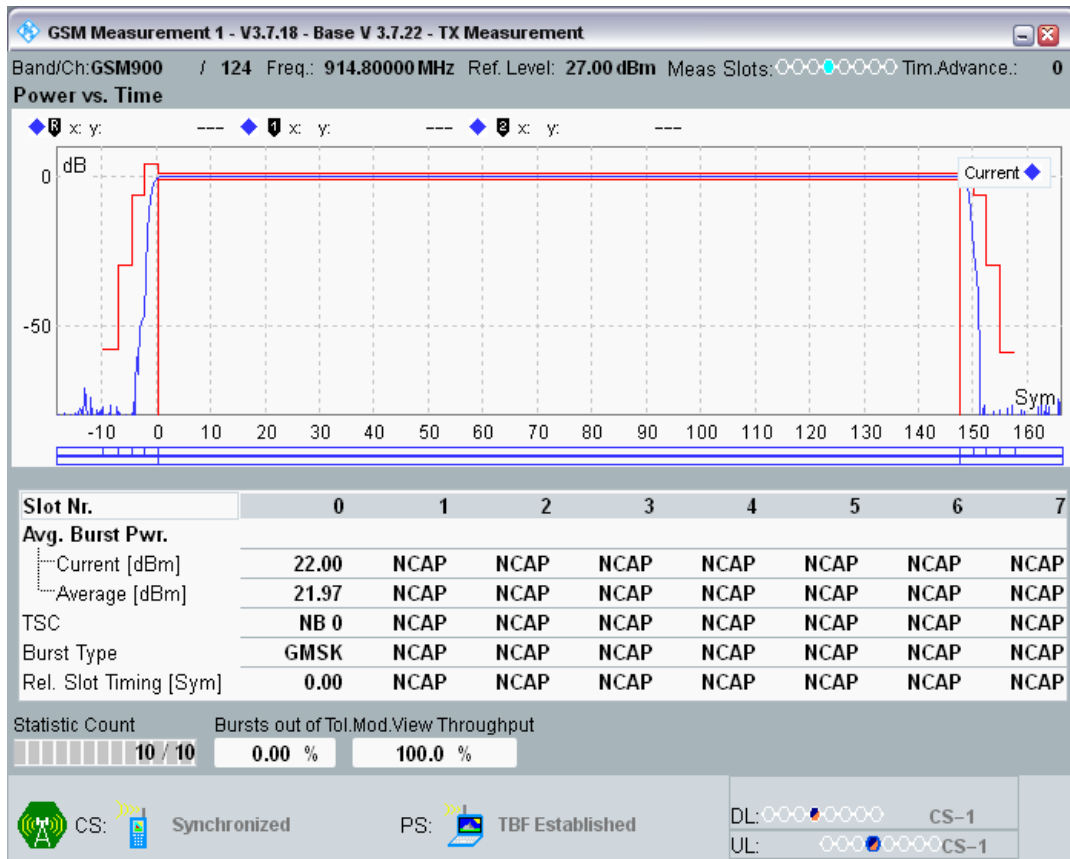 GSM Measurement 1 - V3.7.18 - Base V 3.7.22 - TX Measurement
Band/Ch:GSM900 / 124 Freq.: 914.80000 MHz Ref. Level: 27.00 dBm Meas Slots: Tim.Advance.: 0
Power vs. Time
R x: y: --- 1 x: y: --- 2 x: y: ---
dB
Current
0
-50
Sym
-10 0 10 20 30 40 50 60 70 80 90 100 110 120 130 140 150 160
Slot Nr. 0 1 2 3 4 5 6 7
Avg. Burst Pwr.
Current [dBm] 22.00 NCAP NCAP NCAP NCAP NCAP NCAP NCAP
Average [dBm] 21.97 NCAP NCAP NCAP NCAP NCAP NCAP NCAP
TSC NB 0 NCAP NCAP NCAP NCAP NCAP NCAP NCAP
Burst Type GMSK NCAP NCAP NCAP NCAP NCAP NCAP NCAP
Rel. Slot Timing [Sym] 0.00 NCAP NCAP NCAP NCAP NCAP NCAP NCAP
Statistic Count Bursts out of Tol. Mod.View Throughput
10 / 10 0.00 % 100.0 %
CS: Synchronized PS: TBF Established DL: CS-1
UL: CS-1